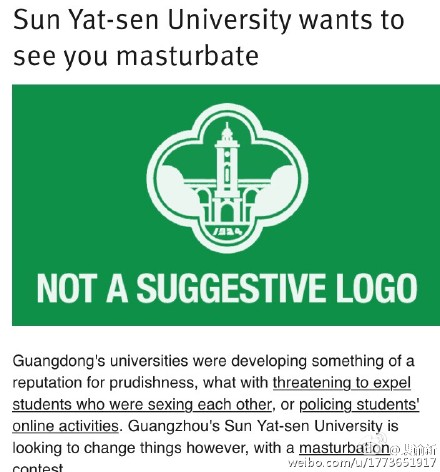 Sun Yat-sen University wants to
see you masturbate
1924
NOT A SUGGESTIVE LOGO
Guangdong's universities were developing something of a
reputation for prudishness, what with threatening to expel
students who were sexing each other, or policing students'
online activities. Guangzhou's Sun Yat-sen University is
looking to change things however, with a masturbation
contest
weibo.com/u/1773651917